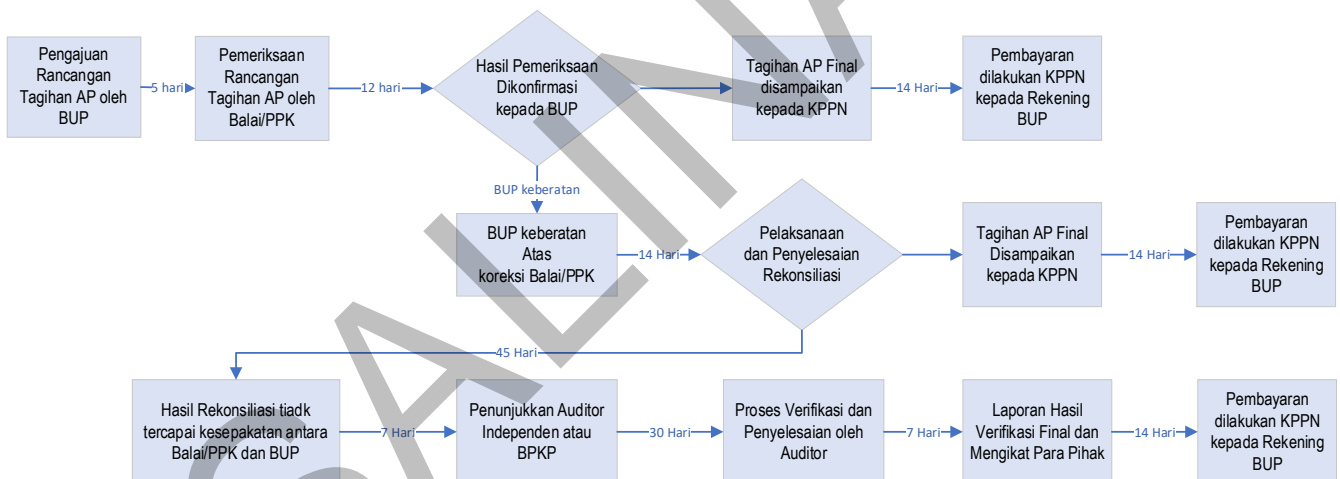 Pengajuan
Rancangan
Tagihan AP oleh
BUP
5 hari
Pemeriksaan
Rancangan
Tagihan AP oleh
Balai/PPK
12 hari
Hasil Pemeriksaan
Dikonfirmasi
kepada BUP
Tagihan AP Final
disampaikan
kepada KPPN
14 Hari
Pembayaran
dilakukan KPPN
kepada Rekening
BUP
BUP keberatan
BUP keberatan
Atas
koreksi Balai/PPK
14 Hari
Pelaksanaan
dan Penyelesaian
Rekonsiliasi
Tagihan AP Final
Disampaikan
kepada KPPN
14 Hari
Pembayaran
dilakukan KPPN
kepada Rekening
BUP
45 Hari
Hasil Rekonsiliasi tiadk
tercapai kesepakatan antara
Balai/PPK dan BUP
7 Hari
Penunjukkan Auditor
Independen atau
BPKP
30 Hari
Proses Verifikasi dan
Penyelesaian oleh
Auditor
7 Hari
Laporan Hasil
Verifikasi Final dan
Mengikat Para Pihak
14 Hari
Pembayaran
dilakukan KPPN
kepada Rekening
BUP
SALINA